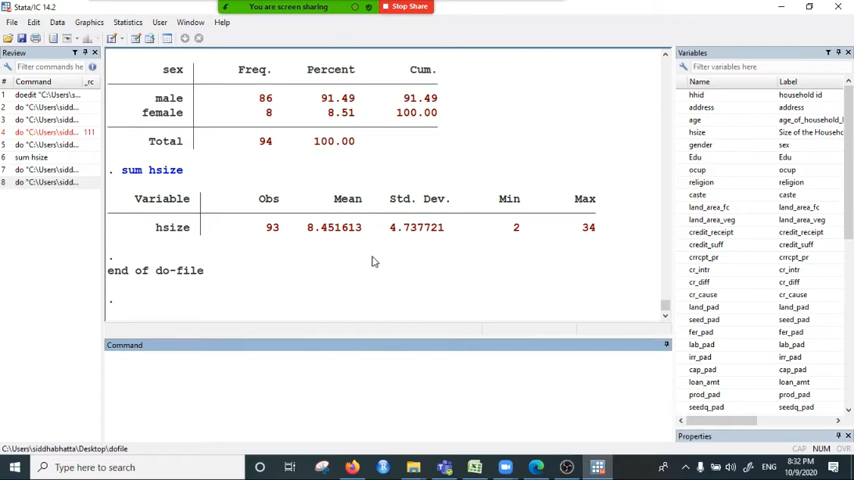 Stata/IC 14.2
You are screen sharing
Stop Share
File Edit Data Graphics Statistics User Window Help
Review
Filter commands he
# Command _rc
1 doedit "C:\Users\sidd...
2 do "C:\Users\sidd...
3 do "C:\Users\sidd...
4 do "C:\Users\sidd... 111
5 do "C:\Users\sidd...
6 sum hsize
7 do "C:\Users\sidd...
8 do "C:\Users\sidd...
sex Freq. Percent Cum.
male 86 91.49 91.49
female 8 8.51 100.00
Total 94 100.00
. sum hsize
Variable Obs Mean Std. Dev. Min Max
hsize 93 8.451613 4.737721 2 34
.
end of do-file
.
Command
Variables
Filter variables here
Name Label
hhid household id
address address
age age_of_household_l
hsize Size of the Househo
gender sex
Edu Edu
ocup ocup
religion religion
caste caste
land_area_fc land_area_fc
land_area_veg land_area_veg
credit_receipt credit_receipt
credit_suff credit_suff
crrcpt_pr crrcpt_pr
cr_intr cr_intr
cr_diff cr_diff
cr_cause cr_cause
land_pad land_pad
seed_pad seed_pad
fer_pad fer_pad
lab_pad lab_pad
irr_pad irr_pad
cap_pad cap_pad
loan_amt loan_amt
prod_pad prod_pad
seedq_pad seedq_pad
Properties
C:\Users\siddhabhatta\Desktop\dofile
CAP NUM OVR
Type here to search
ENG
8:32 PM
10/9/2020